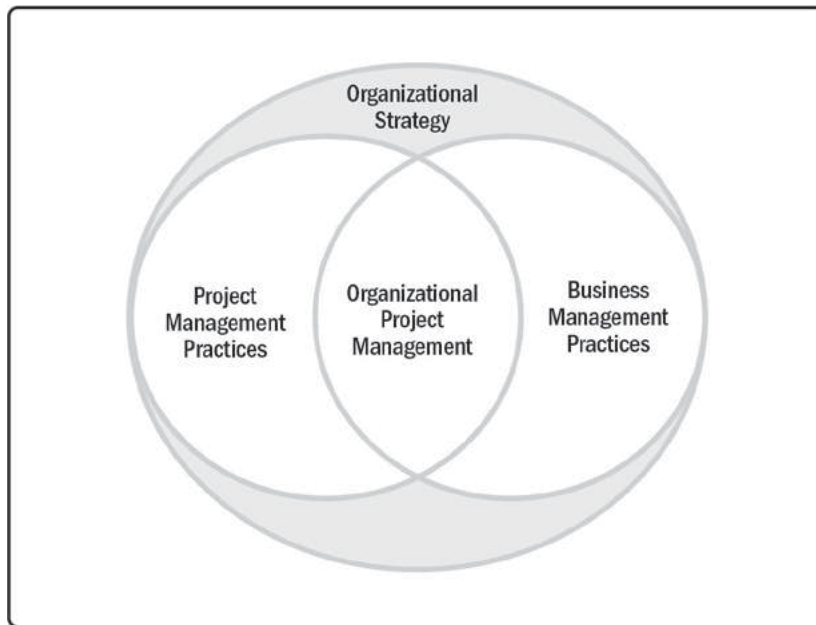 Organizational
Strategy
Project
Management
Practices
Organizational
Project
Management
Business
Management
Practices